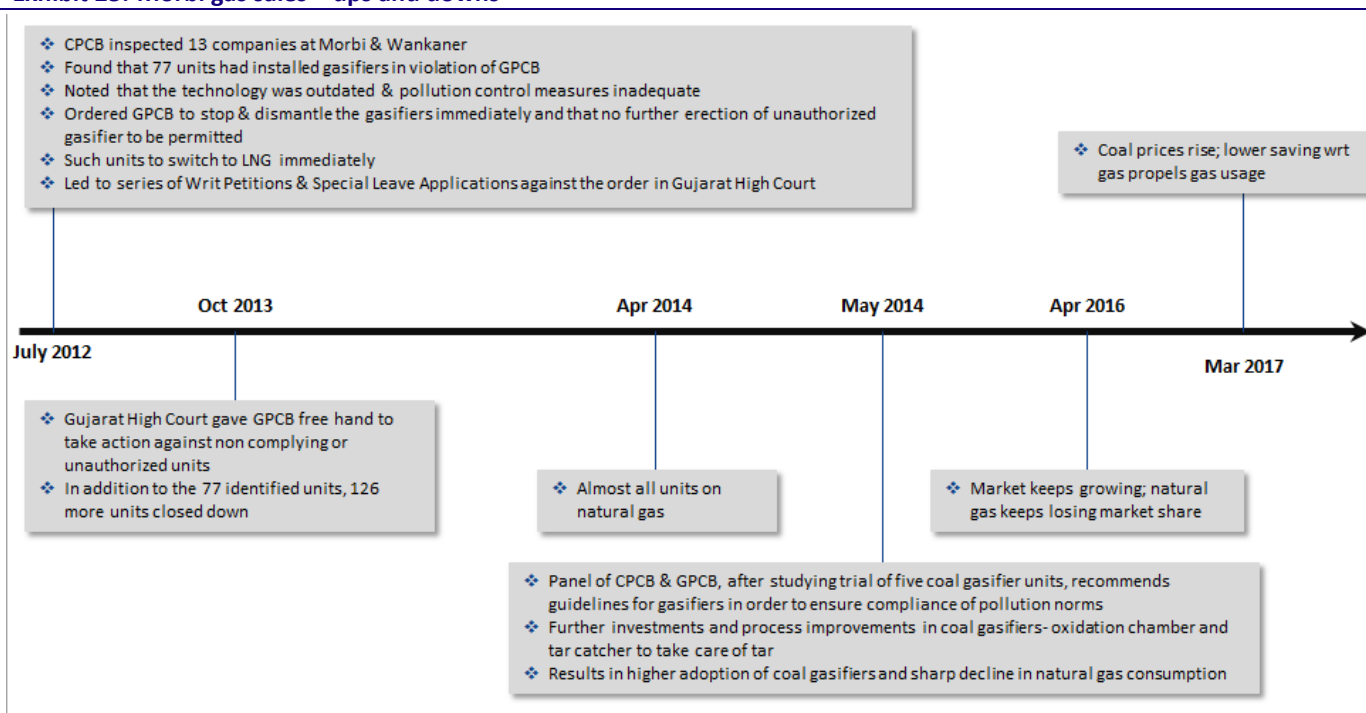 ❖ CPCB inspected 13 companies at Morbi & Wankaner
❖ Found that 77 units had installed gasifiers in violation of GPCB
❖ Noted that the technology was outdated & pollution control measures inadequate
❖ Ordered GPCB to stop & dismantle the gasifiers immediately and that no further erection of unauthorized
gasifier to be permitted
❖ Such units to switch to LNG immediately
❖ Led to series of Writ Petitions & Special Leave Applications against the order in Gujarat High Court
❖ Coal prices rise; lower saving wrt
gas propels gas usage
Oct 2013
Apr 2014
May 2014
Apr 2016
July 2012
Mar 2017
❖ Gujarat High Court gave GPCB free hand to
take action against non complying or
unauthorized units
❖ In addition to the 77 identified units, 126
more units closed down
❖ Almost all units on
natural gas
❖ Market keeps growing; natural
gas keeps losing market share
❖ Panel of CPCB & GPCB, after studying trial of five coal gasifier units, recommends
guidelines for gasifiers in order to ensure compliance of pollution norms
❖ Further investments and process improvements in coal gasifiers- oxidation chamber and
tar catcher to take care of tar
❖ Results in higher adoption of coal gasifiers and sharp decline in natural gas consumption